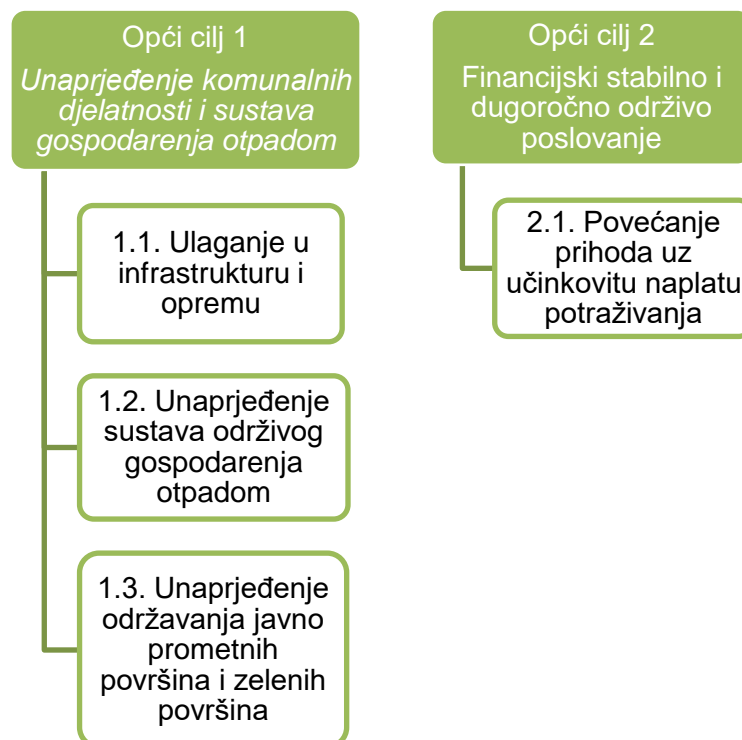 Opći cilj 1
Unaprjeđenje komunalnih
djelatnosti i sustava
gospodarenja otpadom
1.1. Ulaganje u
infrastrukturu i
opremu
1.2. Unaprjeđenje
sustava održivog
gospodarenja
otpadom
1.3. Unaprjeđenje
održavanja javno
prometnih
površina i zelenih
površina
Opći cilj 2
Financijski stabilno i
dugoročno održivo
poslovanje
2.1. Povećanje
prihoda uz
učinkovitu naplatu
potraživanja